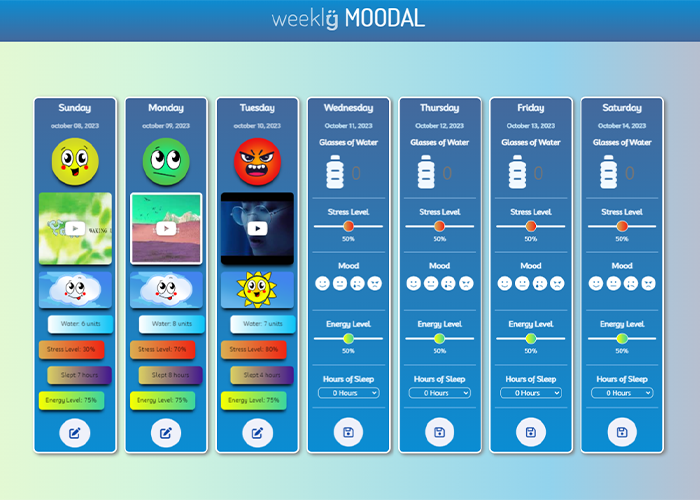 weekly MOODAL
Sunday
october 08, 2023
WAKING
Water: 6 units
Stress Level: 30%
Slept 7 hours
Energy Level: 75%
Monday
october 09, 2023
Water: 8 units
Stress Level: 70%
Slept 8 hours
Energy Level: 75%
Tuesday
october 10, 2023
Water: 7 units
Stress Level: 80%
Slept 4 hours
Energy Level: 75%
Wednesday
October 11, 2023
Glasses of Water
0
Stress Level
50%
Mood
Energy Level
50%
Hours of Sleep
0 Hours
Thursday
October 12, 2023
Glasses of Water
0
Stress Level
50%
Mood
Energy Level
50%
Hours of Sleep
0 Hours
Friday
October 13, 2023
Glasses of Water
0
Stress Level
50%
Mood
Energy Level
50%
Hours of Sleep
0 Hours
Saturday
October 14, 2023
Glasses of Water
0
Stress Level
50%
Mood
Energy Level
50%
Hours of Sleep
0 Hours